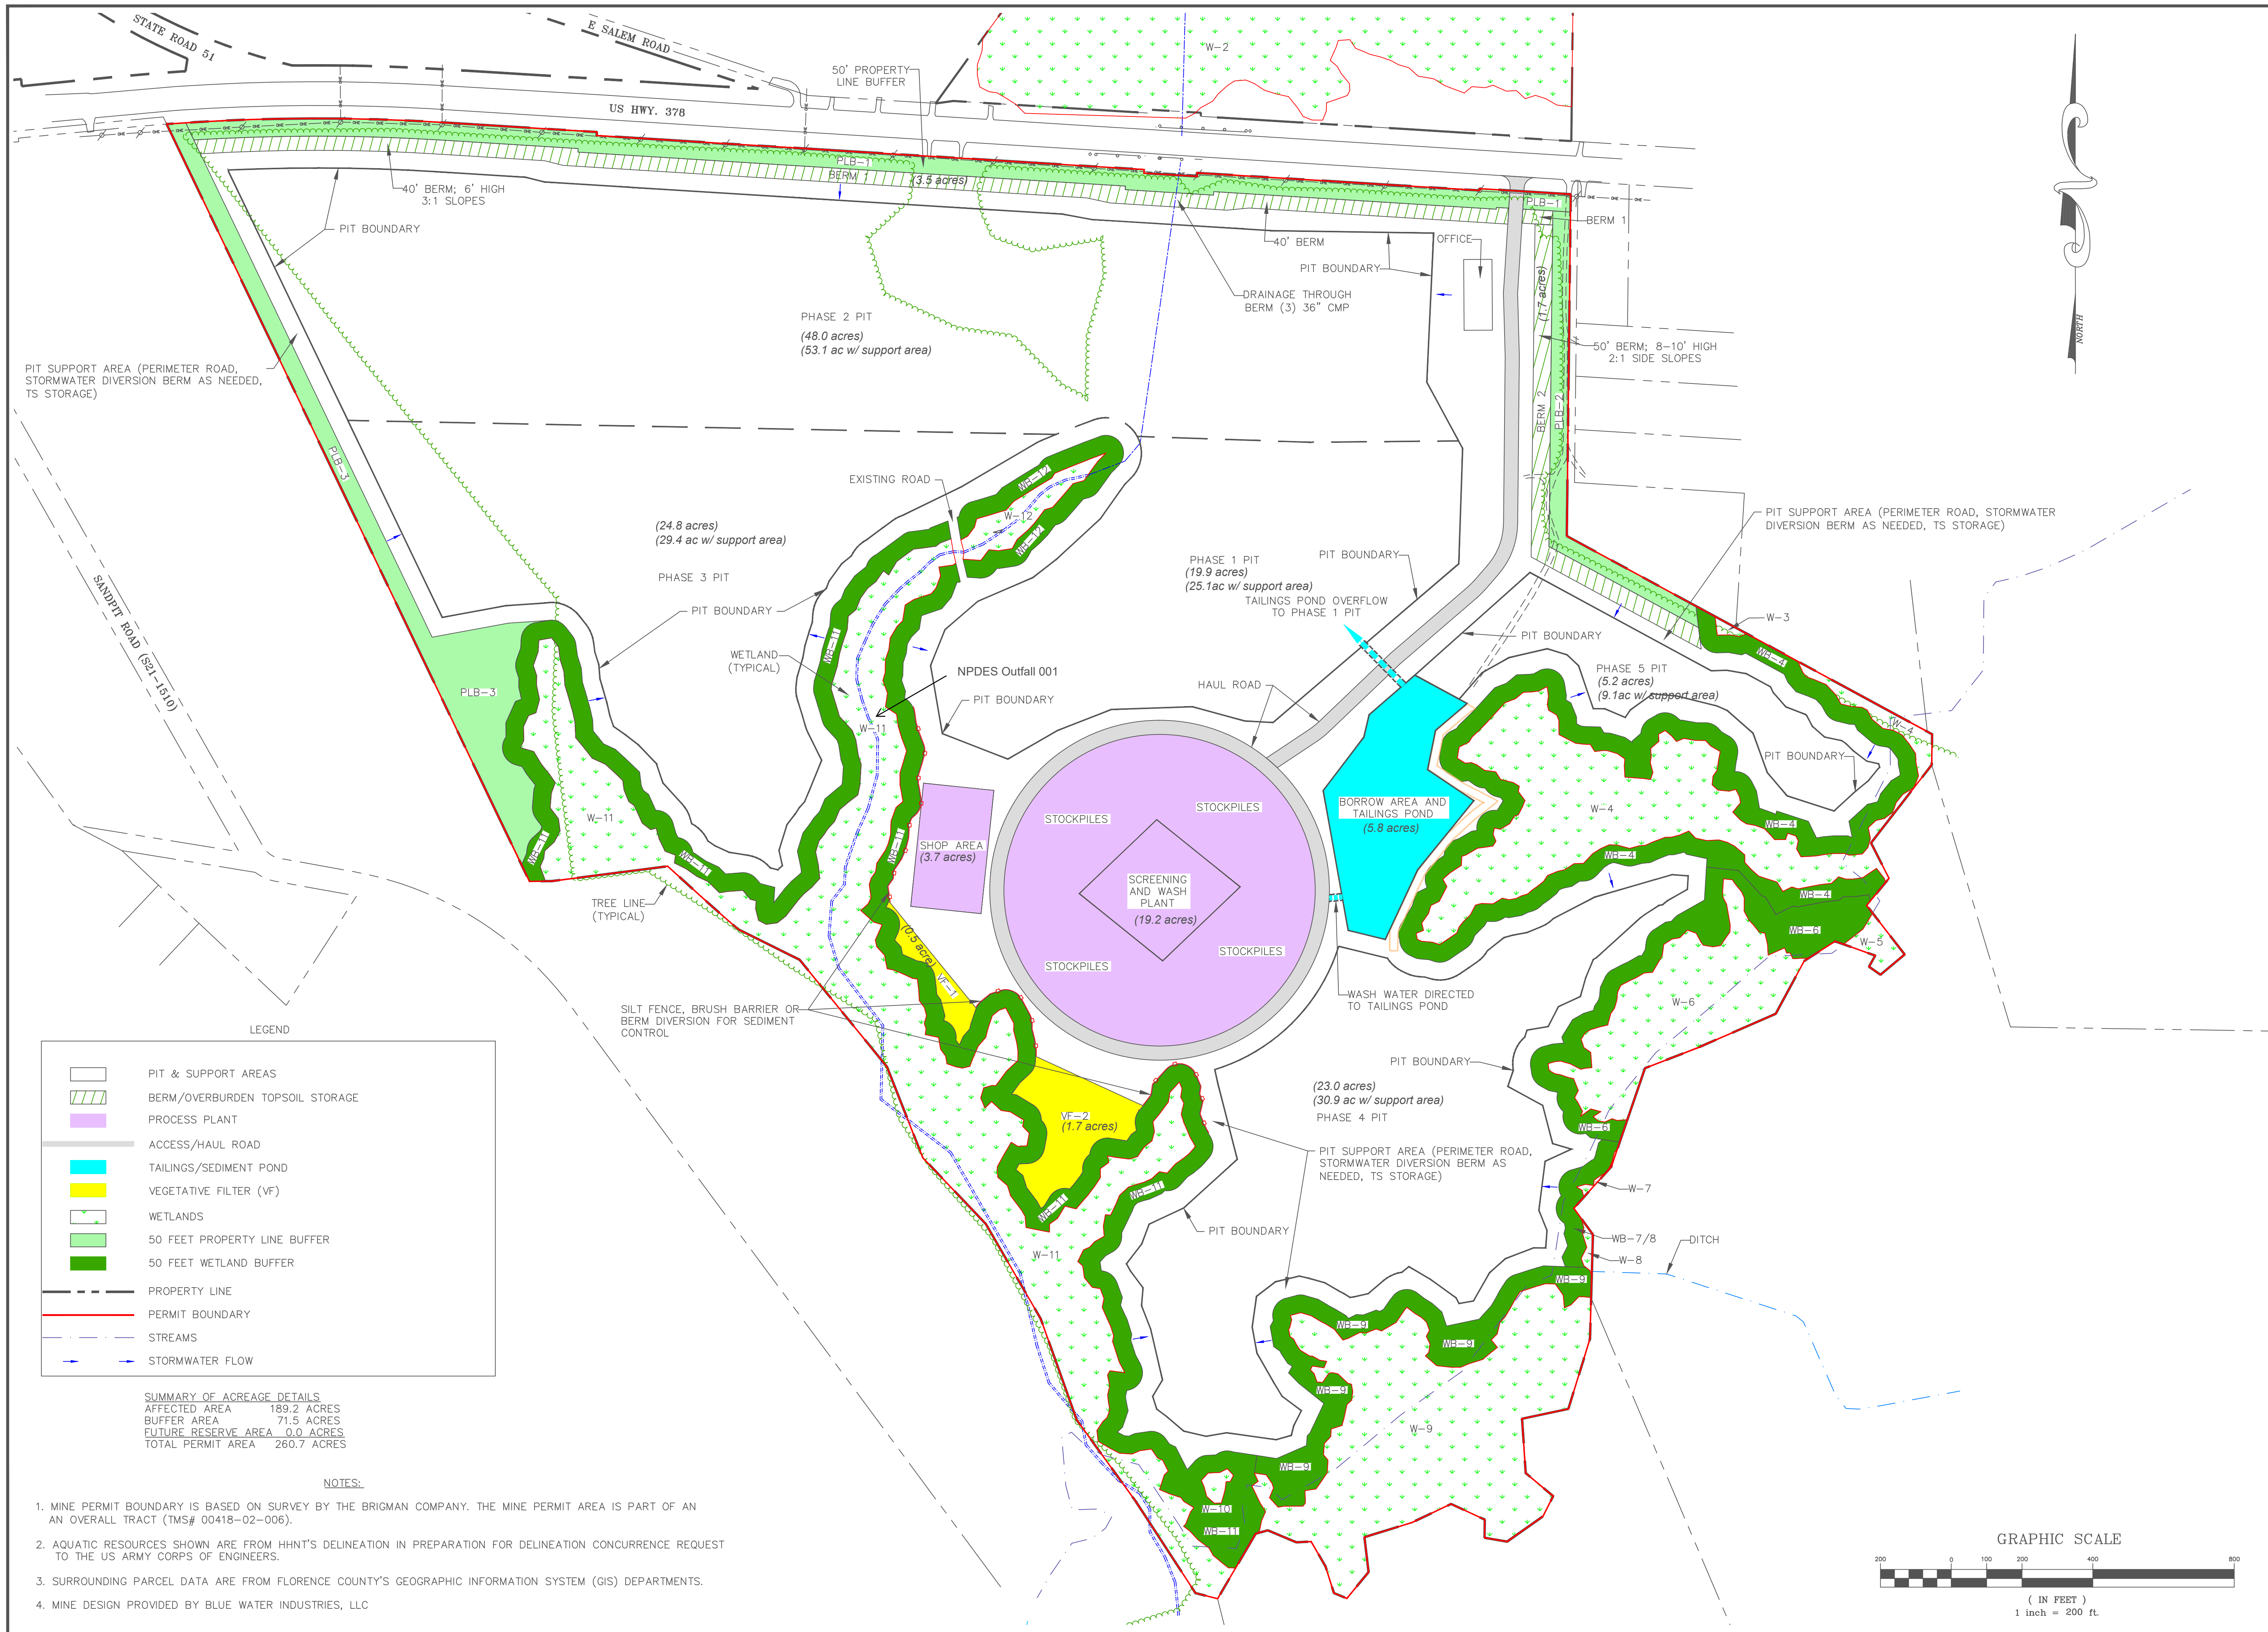 STATE ROAD 51
E SALEM ROAD
US HWY. 378
50' PROPERTY
LINE BUFFER
W-2
PLB-1
BERM 1
(3.5 acres)
40' BERM; 6' HIGH
3:1 SLOPES
PIT BOUNDARY
40' BERM
PIT BOUNDARY
OFFICE
PLB-1
BERM 1
(1.7 acres)
DRAINAGE THROUGH
BERM (3) 36" CMP
50' BERM; 8-10' HIGH
2:1 SIDE SLOPES
BERM 2
PLB-2
NORTH
PHASE 2 PIT
(48.0 acres)
(53.1 ac w/ support area)
PIT SUPPORT AREA (PERIMETER ROAD,
STORMWATER DIVERSION BERM AS NEEDED,
TS STORAGE)
PLB-3
SANDPIT ROAD (S21-1510)
EXISTING ROAD
WB-12
W-12
WB-12
(24.8 acres)
(29.4 ac w/ support area)
PHASE 3 PIT
PIT BOUNDARY
PHASE 1 PIT
(19.9 acres)
(25.1ac w/ support area)
TAILINGS POND OVERFLOW
TO PHASE 1 PIT
PIT BOUNDARY
PIT SUPPORT AREA (PERIMETER ROAD, STORMWATER
DIVERSION BERM AS NEEDED, TS STORAGE)
W-3
PIT BOUNDARY
WB-4
PHASE 5 PIT
(5.2 acres)
(9.1ac w/support area)
W-4
PIT BOUNDARY
WETLAND
(TYPICAL)
WB-11
NPDES Outfall 001
PIT BOUNDARY
HAUL ROAD
PLB-3
W-11
W-11
WB-11
WB-11
WB-11
TREE LINE
(TYPICAL)
SHOP AREA
(3.7 acres)
STOCKPILES
STOCKPILES
SCREENING
AND WASH
PLANT
(19.2 acres)
STOCKPILES
STOCKPILES
BORROW AREA AND
TAILINGS POND
(5.8 acres)
W-4
WB-4
WB-4
WB-4
WB-6
W-5
W-6
WASH WATER DIRECTED
TO TAILINGS POND
(0.5 acre)
VF-1
SILT FENCE, BRUSH BARRIER OR
BERM DIVERSION FOR SEDIMENT
CONTROL
VF-2
(1.7 acres)
WB-11
WB-11
W-11
PIT BOUNDARY
(23.0 acres)
(30.9 ac w/ support area)
PHASE 4 PIT
WB-6
PIT SUPPORT AREA (PERIMETER ROAD,
STORMWATER DIVERSION BERM AS
NEEDED, TS STORAGE)
PIT BOUNDARY
W-7
WB-7/8
DITCH
W-8
WB-9
WB-9
WB-9
WB-9
W-9
WB-9
W-10
WB-11
LEGEND
PIT & SUPPORT AREAS
BERM/OVERBURDEN TOPSOIL STORAGE
PROCESS PLANT
ACCESS/HAUL ROAD
TAILINGS/SEDIMENT POND
VEGETATIVE FILTER (VF)
WETLANDS
50 FEET PROPERTY LINE BUFFER
50 FEET WETLAND BUFFER
PROPERTY LINE
PERMIT BOUNDARY
STREAMS
STORMWATER FLOW
SUMMARY OF ACREAGE DETAILS
AFFECTED AREA 189.2 ACRES
BUFFER AREA 71.5 ACRES
FUTURE RESERVE AREA 0.0 ACRES
TOTAL PERMIT AREA 260.7 ACRES
NOTES:
1. MINE PERMIT BOUNDARY IS BASED ON SURVEY BY THE BRIGMAN COMPANY. THE MINE PERMIT AREA IS PART OF AN
AN OVERALL TRACT (TMS# 00418-02-006).
2. AQUATIC RESOURCES SHOWN ARE FROM HHNT'S DELINEATION IN PREPARATION FOR DELINEATION CONCURRENCE REQUEST
TO THE US ARMY CORPS OF ENGINEERS.
3. SURROUNDING PARCEL DATA ARE FROM FLORENCE COUNTY'S GEOGRAPHIC INFORMATION SYSTEM (GIS) DEPARTMENTS.
4. MINE DESIGN PROVIDED BY BLUE WATER INDUSTRIES, LLC
GRAPHIC SCALE
200 0 100 200 400 800
( IN FEET )
1 inch = 200 ft.